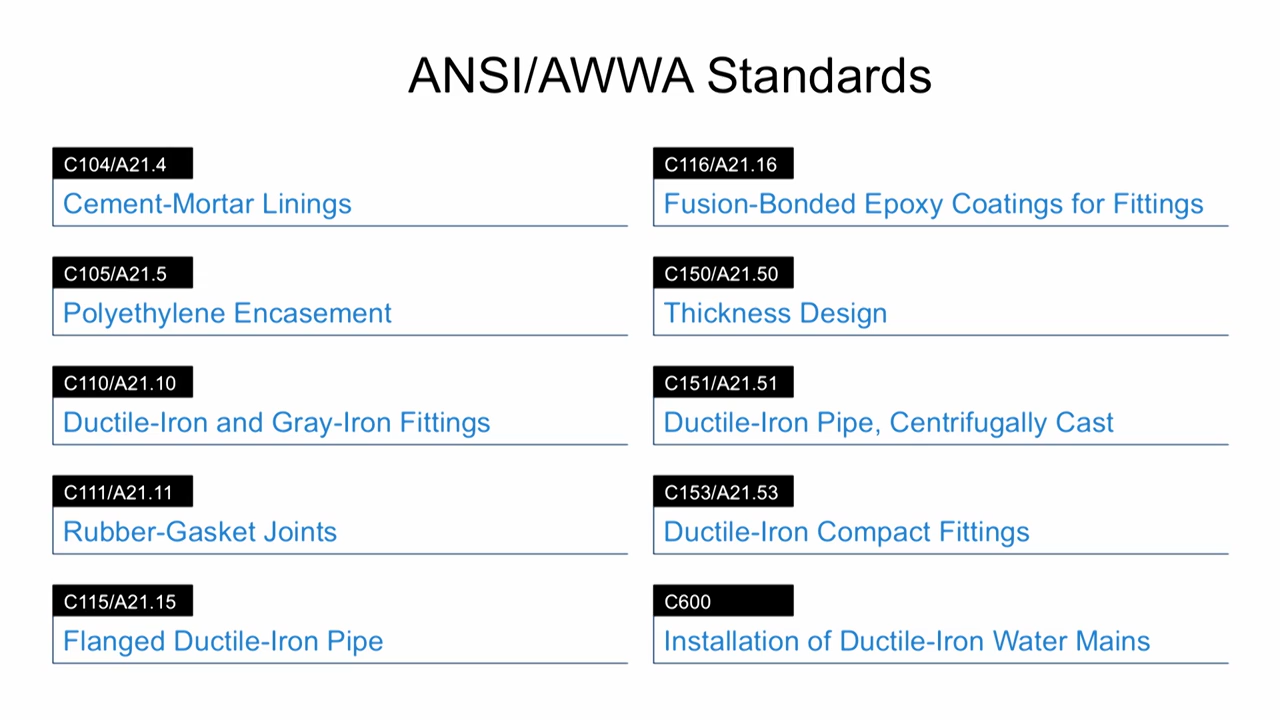 ANSI/AWWA Standards
C104/A21.4
Cement-Mortar Linings
C105/A21.5
Polyethylene Encasement
C110/A21.10
Ductile-Iron and Gray-Iron Fittings
C111/A21.11
Rubber-Gasket Joints
C115/A21.15
Flanged Ductile-Iron Pipe
C116/A21.16
Fusion-Bonded Epoxy Coatings for Fittings
C150/A21.50
Thickness Design
C151/A21.51
Ductile-Iron Pipe, Centrifugally Cast
C153/A21.53
Ductile-Iron Compact Fittings
C600
Installation of Ductile-Iron Water Mains